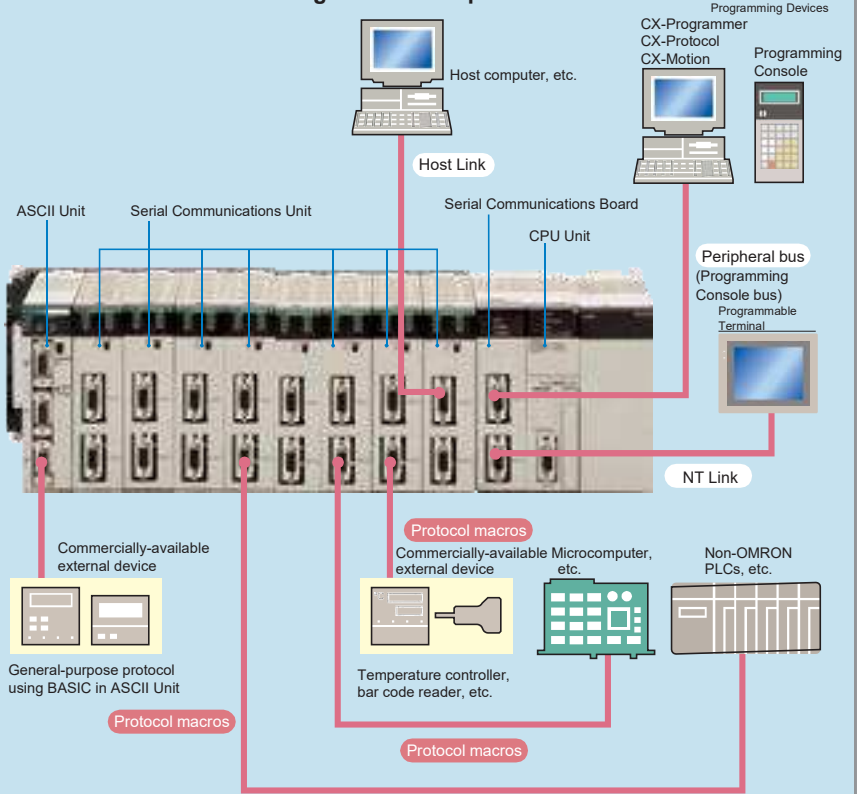 Programming Devices
CX-Programmer
CX-Protocol
CX-Motion
Programming
Console
Host computer, etc.
Host Link
ASCII Unit
Serial Communications Unit
Serial Communications Board
CPU Unit
Peripheral bus
(Programming
Console bus)
Programmable
Terminal
NT Link
Protocol macros
Commercially-available
external device
Commercially-available
external device
Microcomputer,
etc.
Non-OMRON
PLCs, etc.
General-purpose protocol
using BASIC in ASCII Unit
Temperature controller,
bar code reader, etc.
Protocol macros
Protocol macros